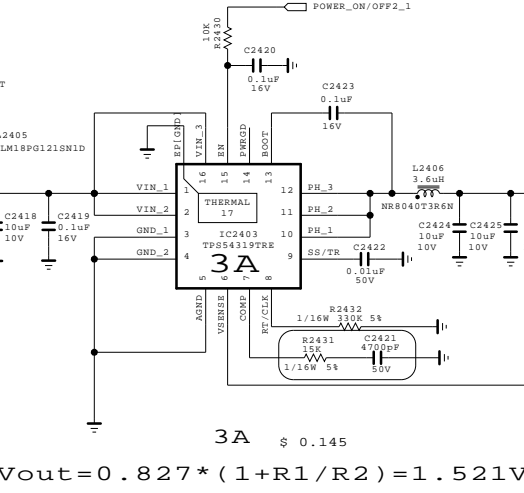 POWER_ON/OFF2_1
10K
R2430
C2420
0.1uF
16V
C2423
0.1uF
16V
T
L2405
LM18PG121SN1D
EP[GND]
VIN_3
EN
PWRGD
BOOT
16
15
14
13
L2406
3.6uH
NR8040T3R6N
VIN_1
1
THERMAL
17
12
PH_3
VIN_2
2
11
PH_2
GND_1
3
IC2403
10
PH_1
TPS54319TRE
GND_2
4
3A
9
SS/TR
C2418
10uF
10V
C2419
0.1uF
16V
C2422
0.01uF
50V
C2424
10uF
10V
C2425
10uF
10V
5
6
7
8
AGND
VSENSE
COMP
RT/CLK
R2432
1/16W 330K 5%
R2431
15K
1/16W 5%
C2421
4700pF
50V
3A
$ 0.145
Vout=0.827*(1+R1/R2)=1.521V